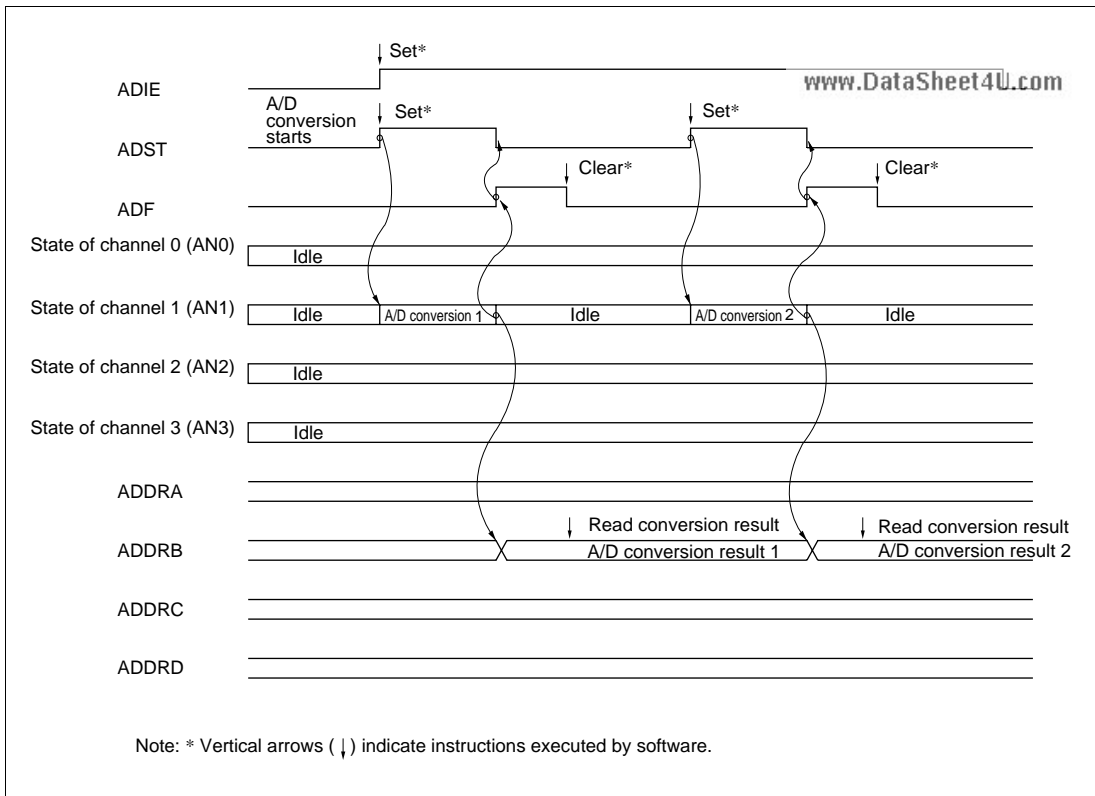 Set*
www.DataSheet4U.com
ADIE
A/D
conversion
starts
Set*
Set*
ADST
Clear*
Clear*
ADF
State of channel 0 (AN0)
Idle
State of channel 1 (AN1)
Idle
A/D conversion 1
Idle
A/D conversion 2
Idle
State of channel 2 (AN2)
Idle
State of channel 3 (AN3)
Idle
ADDRA
Read conversion result
Read conversion result
ADDRB
A/D conversion result 1
A/D conversion result 2
ADDRC
ADDRD
Note: * Vertical arrows (↓) indicate instructions executed by software.